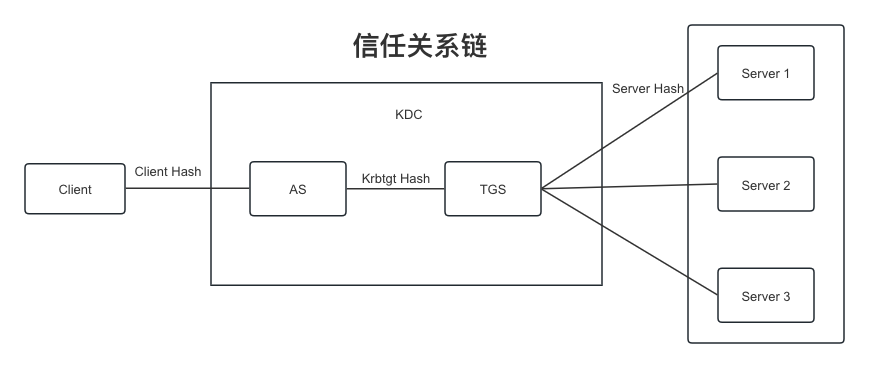 信任关系链
KDC
Client
Client Hash
AS
Krbtgt Hash
TGS
Server Hash
Server 1
Server 2
Server 3